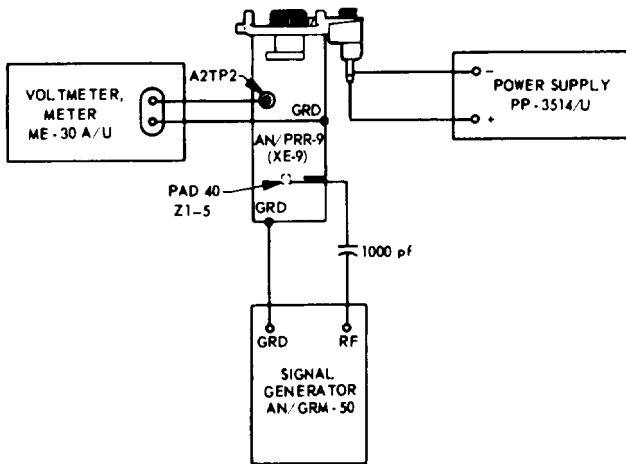 A2TP2
VOLTMETER,
METER
ME-30 A/U
GRD
AN/PRR-9
(XE-9)
PAD 40
Z1-5
GRD
-
POWER SUPPLY
PP-3514/U
+
1000 pf
GRD
RF
SIGNAL
GENERATOR
AN/GRM-50